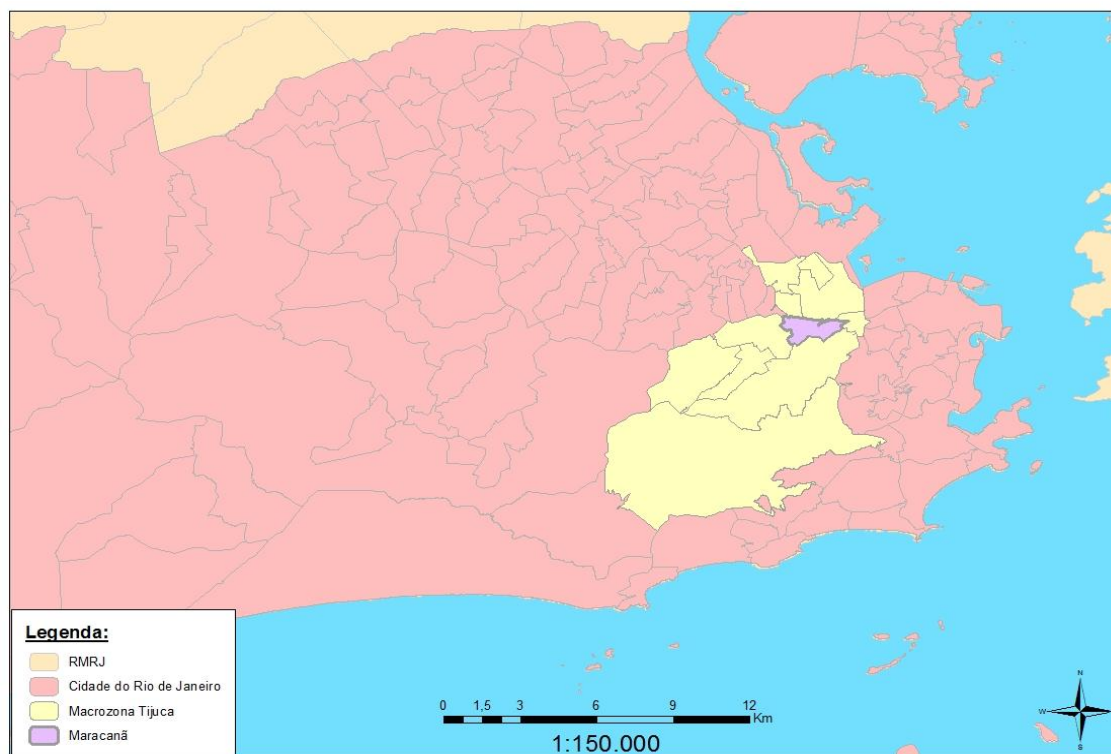 N
W
E
S
Legenda:
RMRJ
Cidade do Rio de Janeiro
Macrozona Tijuca
Maracanã
0 1,5 3 6 9 12
Km
1:150.000